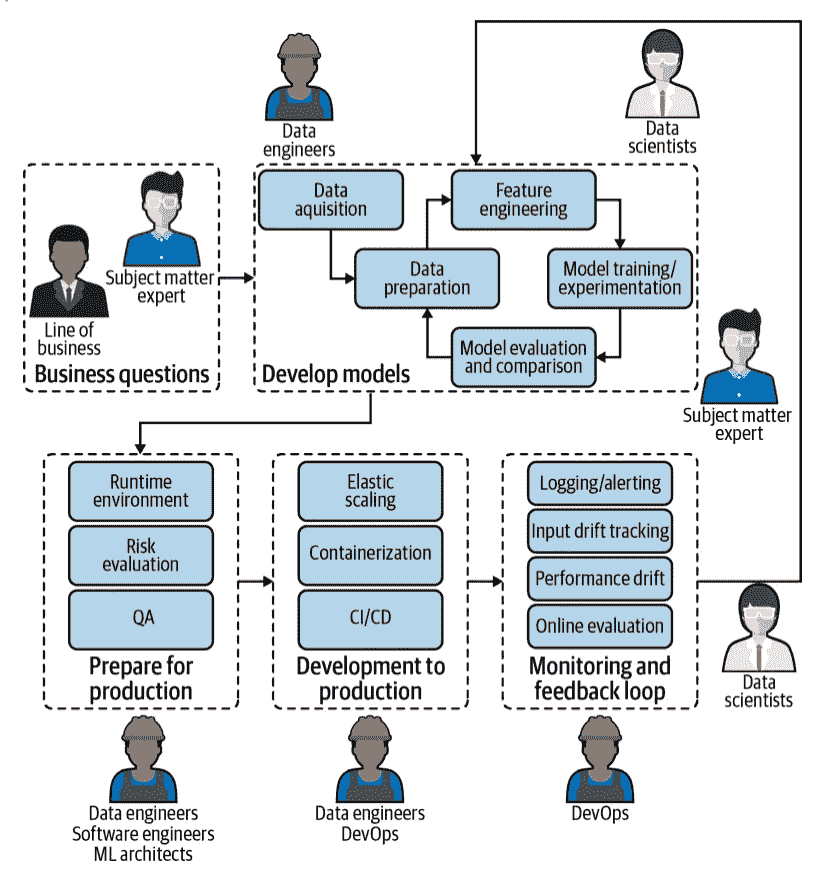 Data
engineers
Data
scientists
Subject matter
expert
Line of
business
Business questions
Data
aquisition
Feature
engineering
Data
preparation
Model training/
experimentation
Model evaluation
and comparison
Develop models
Subject matter
expert
Runtime
environment
Risk
evaluation
QA
Prepare for
production
Elastic
scaling
Containerization
CI/CD
Development to
production
Logging/alerting
Input drift tracking
Performance drift
Online evaluation
Monitoring and
feedback loop
Data
scientists
Data engineers
Software engineers
ML architects
Data engineers
DevOps
DevOps